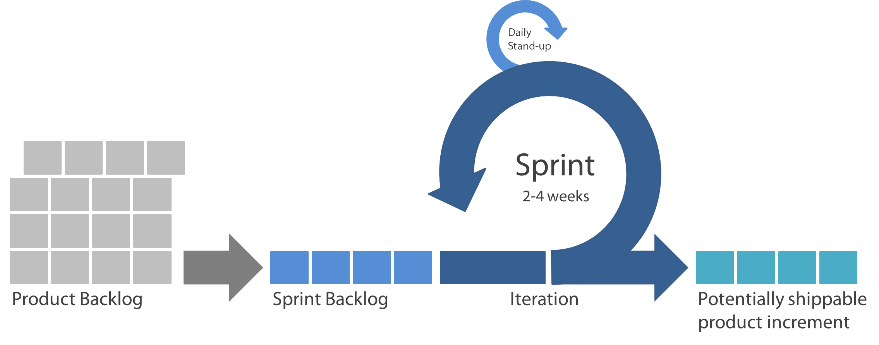 Daily
Stand-up
Sprint
2-4 weeks
Product Backlog
Sprint Backlog
Iteration
Potentially shippable
product increment